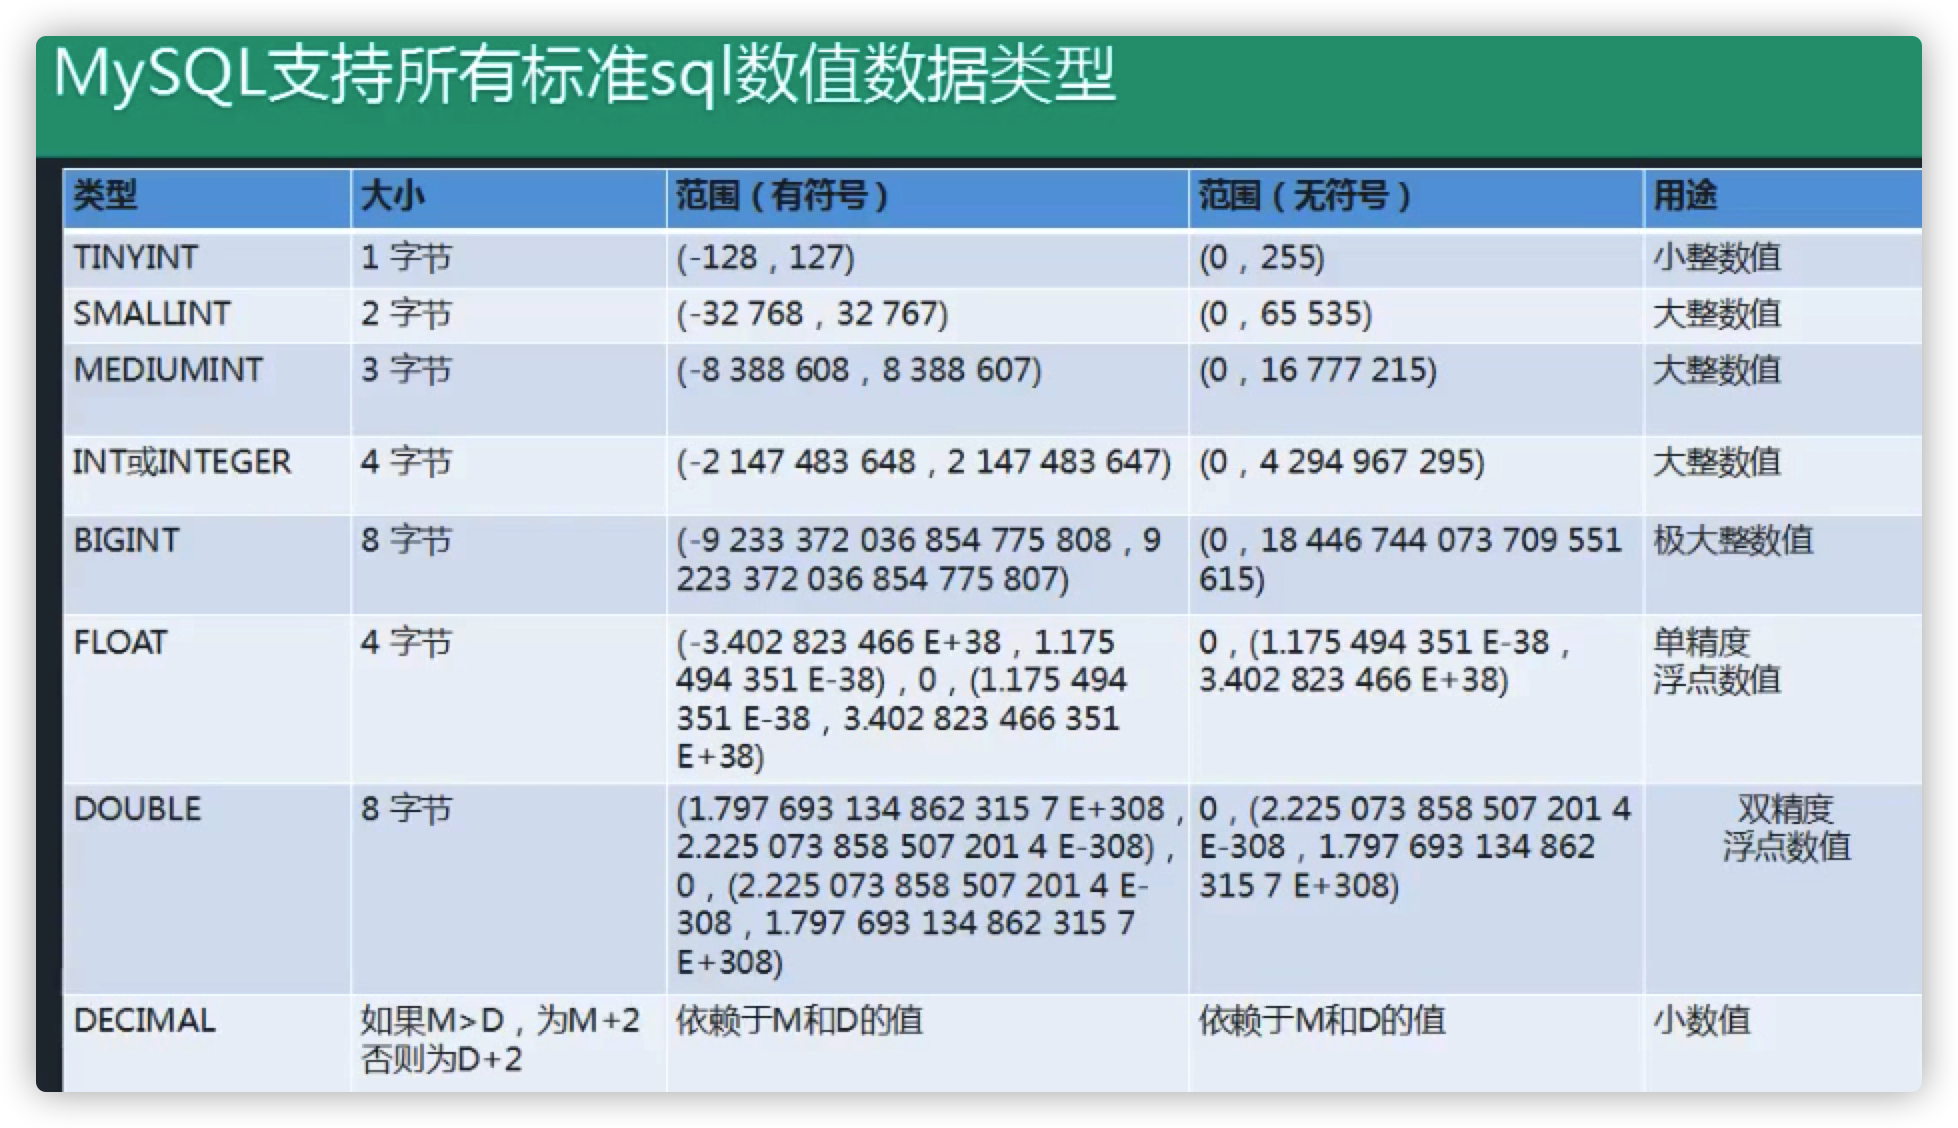 MySQL支持所有标准sql数值数据类型
类型 大小 范围（有符号） 范围（无符号） 用途
TINYINT 1 字节 (-128，127) (0，255) 小整数值
SMALLINT 2 字节 (-32 768，32 767) (0，65 535) 大整数值
MEDIUMINT 3 字节 (-8 388 608，8 388 607) (0，16 777 215) 大整数值
INT或INTEGER 4 字节 (-2 147 483 648，2 147 483 647) (0，4 294 967 295) 大整数值
BIGINT 8 字节 (-9 233 372 036 854 775 808，9 (0，18 446 744 073 709 551 极大整数值
223 372 036 854 775 807) 615)
FLOAT 4 字节 (-3.402 823 466 E+38，1.175 0，(1.175 494 351 E-38， 单精度
494 351 E-38)，0，(1.175 494 3.402 823 466 E+38) 浮点数值
351 E-38，3.402 823 466 351
E+38)
DOUBLE 8 字节 (1.797 693 134 862 315 7 E+308， 0，(2.225 073 858 507 201 4 双精度
2.225 073 858 507 201 4 E-308)， E-308，1.797 693 134 862 浮点数值
0，(2.225 073 858 507 201 4 E- 315 7 E+308)
308，1.797 693 134 862 315 7
E+308)
DECIMAL 如果M>D，为M+2 依赖于M和D的值 依赖于M和D的值 小数值
否则为D+2